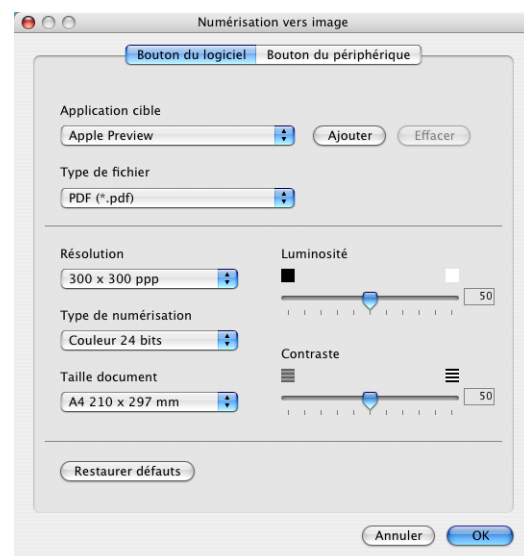 Numérisation vers image
Bouton du logiciel Bouton du périphérique
Application cible
Apple Preview Ajouter Effacer
Type de fichier
PDF (*.pdf)
Résolution Luminosité
300 x 300 ppp
50
Type de numérisation
Couleur 24 bits
Contraste
Taille document
A4 210 x 297 mm 50
Restaurer défauts
Annuler OK